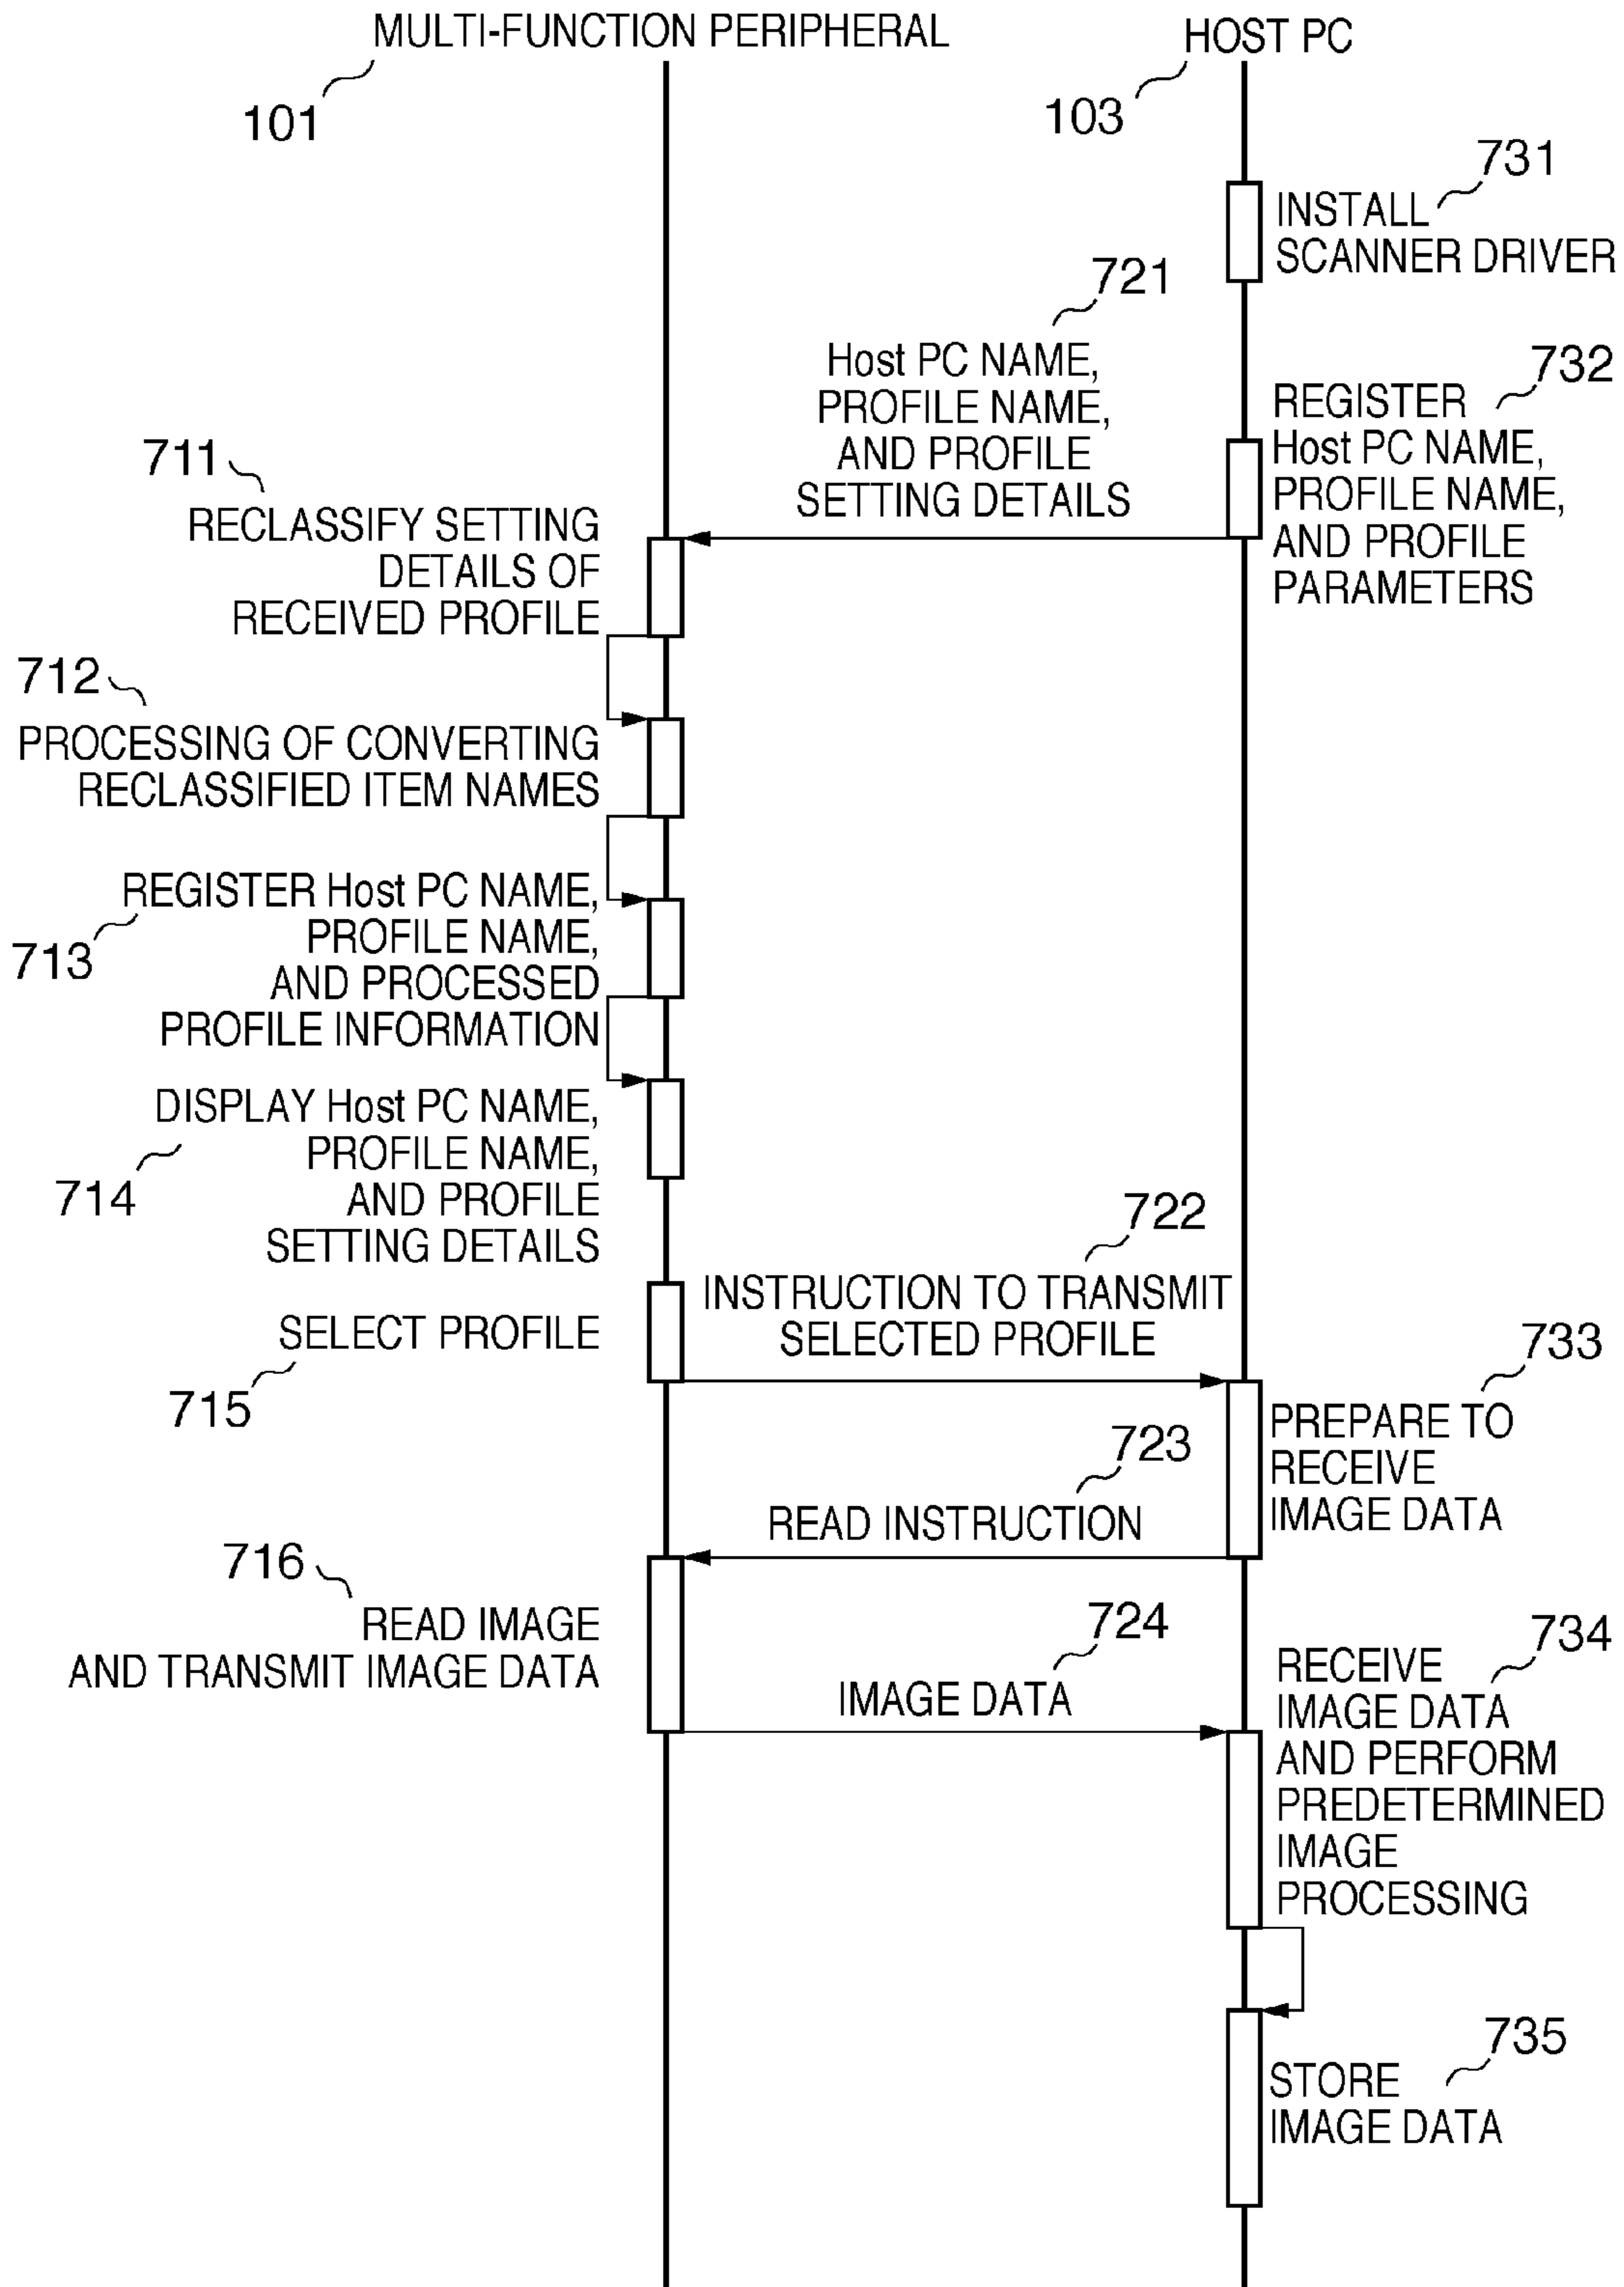 MULTI-FUNCTION PERIPHERAL
101
HOST PC
103
731
INSTALL
SCANNER DRIVER
721
Host PC NAME,
PROFILE NAME,
AND PROFILE
SETTING DETAILS
732
REGISTER
Host PC NAME,
PROFILE NAME,
AND PROFILE
PARAMETERS
711
RECLASSIFY SETTING
DETAILS OF
RECEIVED PROFILE
712
PROCESSING OF CONVERTING
RECLASSIFIED ITEM NAMES
REGISTER Host PC NAME,
PROFILE NAME,
AND PROCESSED
PROFILE INFORMATION
713
DISPLAY Host PC NAME,
PROFILE NAME,
AND PROFILE
SETTING DETAILS
714
722
INSTRUCTION TO TRANSMIT
SELECTED PROFILE
SELECT PROFILE
715
733
PREPARE TO
RECEIVE
IMAGE DATA
723
READ INSTRUCTION
716
READ IMAGE
AND TRANSMIT IMAGE DATA
724
IMAGE DATA
734
RECEIVE
IMAGE DATA
AND PERFORM
PREDETERMINED
IMAGE
PROCESSING
735
STORE
IMAGE DATA